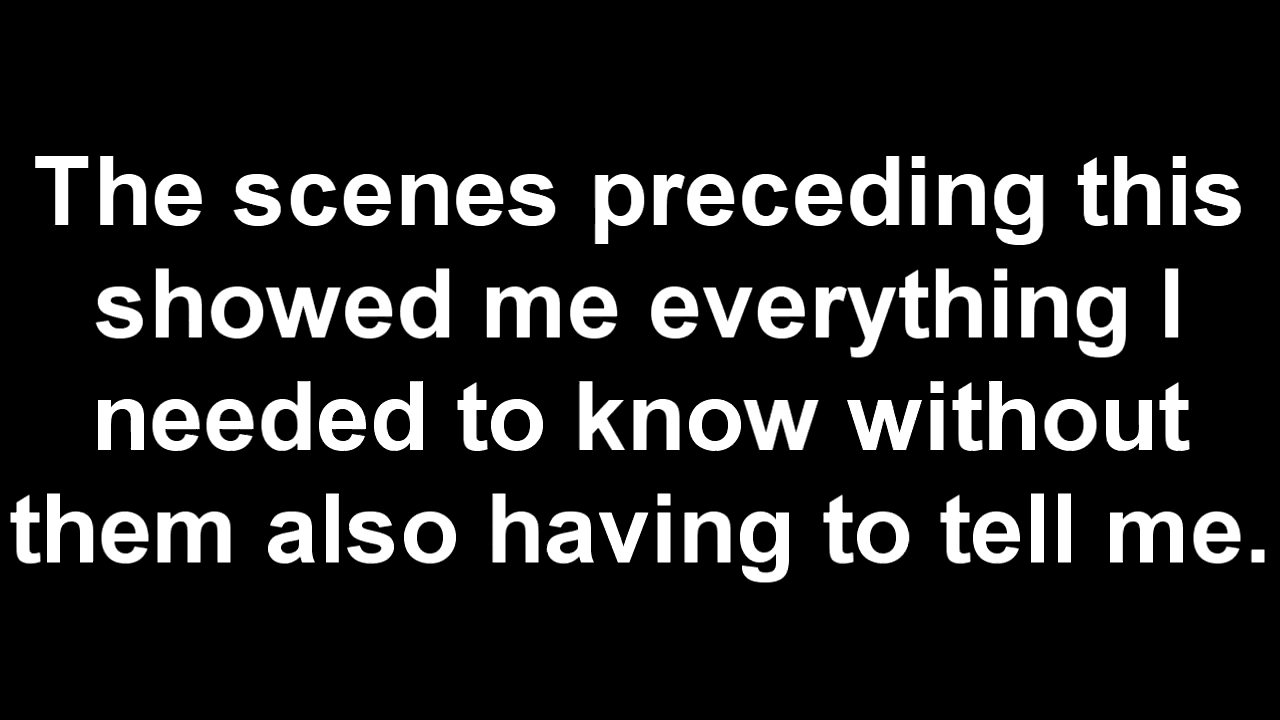 The scenes preceding this
showed me everything I
needed to know without
them also having to tell me.